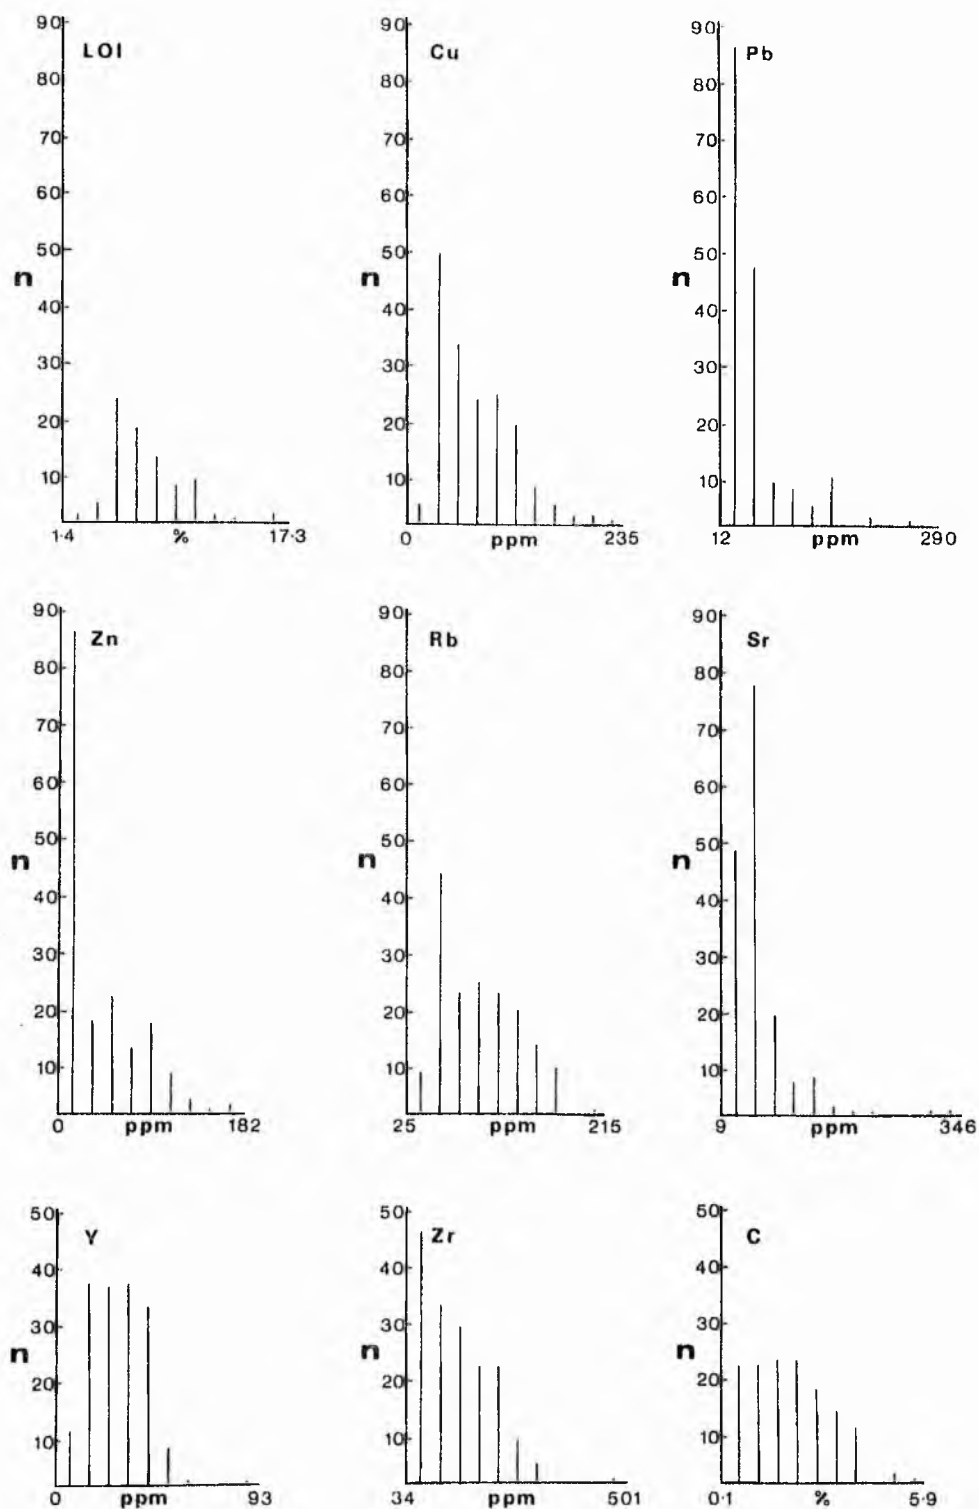 90
LOI
80
70
60
50
n
40
30
20
10
1·4 % 17·3
90
Cu
80
70
60
50
n
40
30
20
10
0 ppm 235
90
Pb
80
70
60
50
n
40
30
20
10
12 ppm 290
90
Zn
80
70
60
50
n
40
30
20
10
0 ppm 182
90
Rb
80
70
60
50
n
40
30
20
10
25 ppm 215
90
Sr
80
70
60
50
n
40
30
20
10
9 ppm 346
50
Y
40
30
n
20
10
0 ppm 93
50
Zr
40
30
n
20
10
34 ppm 501
50
C
40
30
n
20
10
0·1 % 5·9